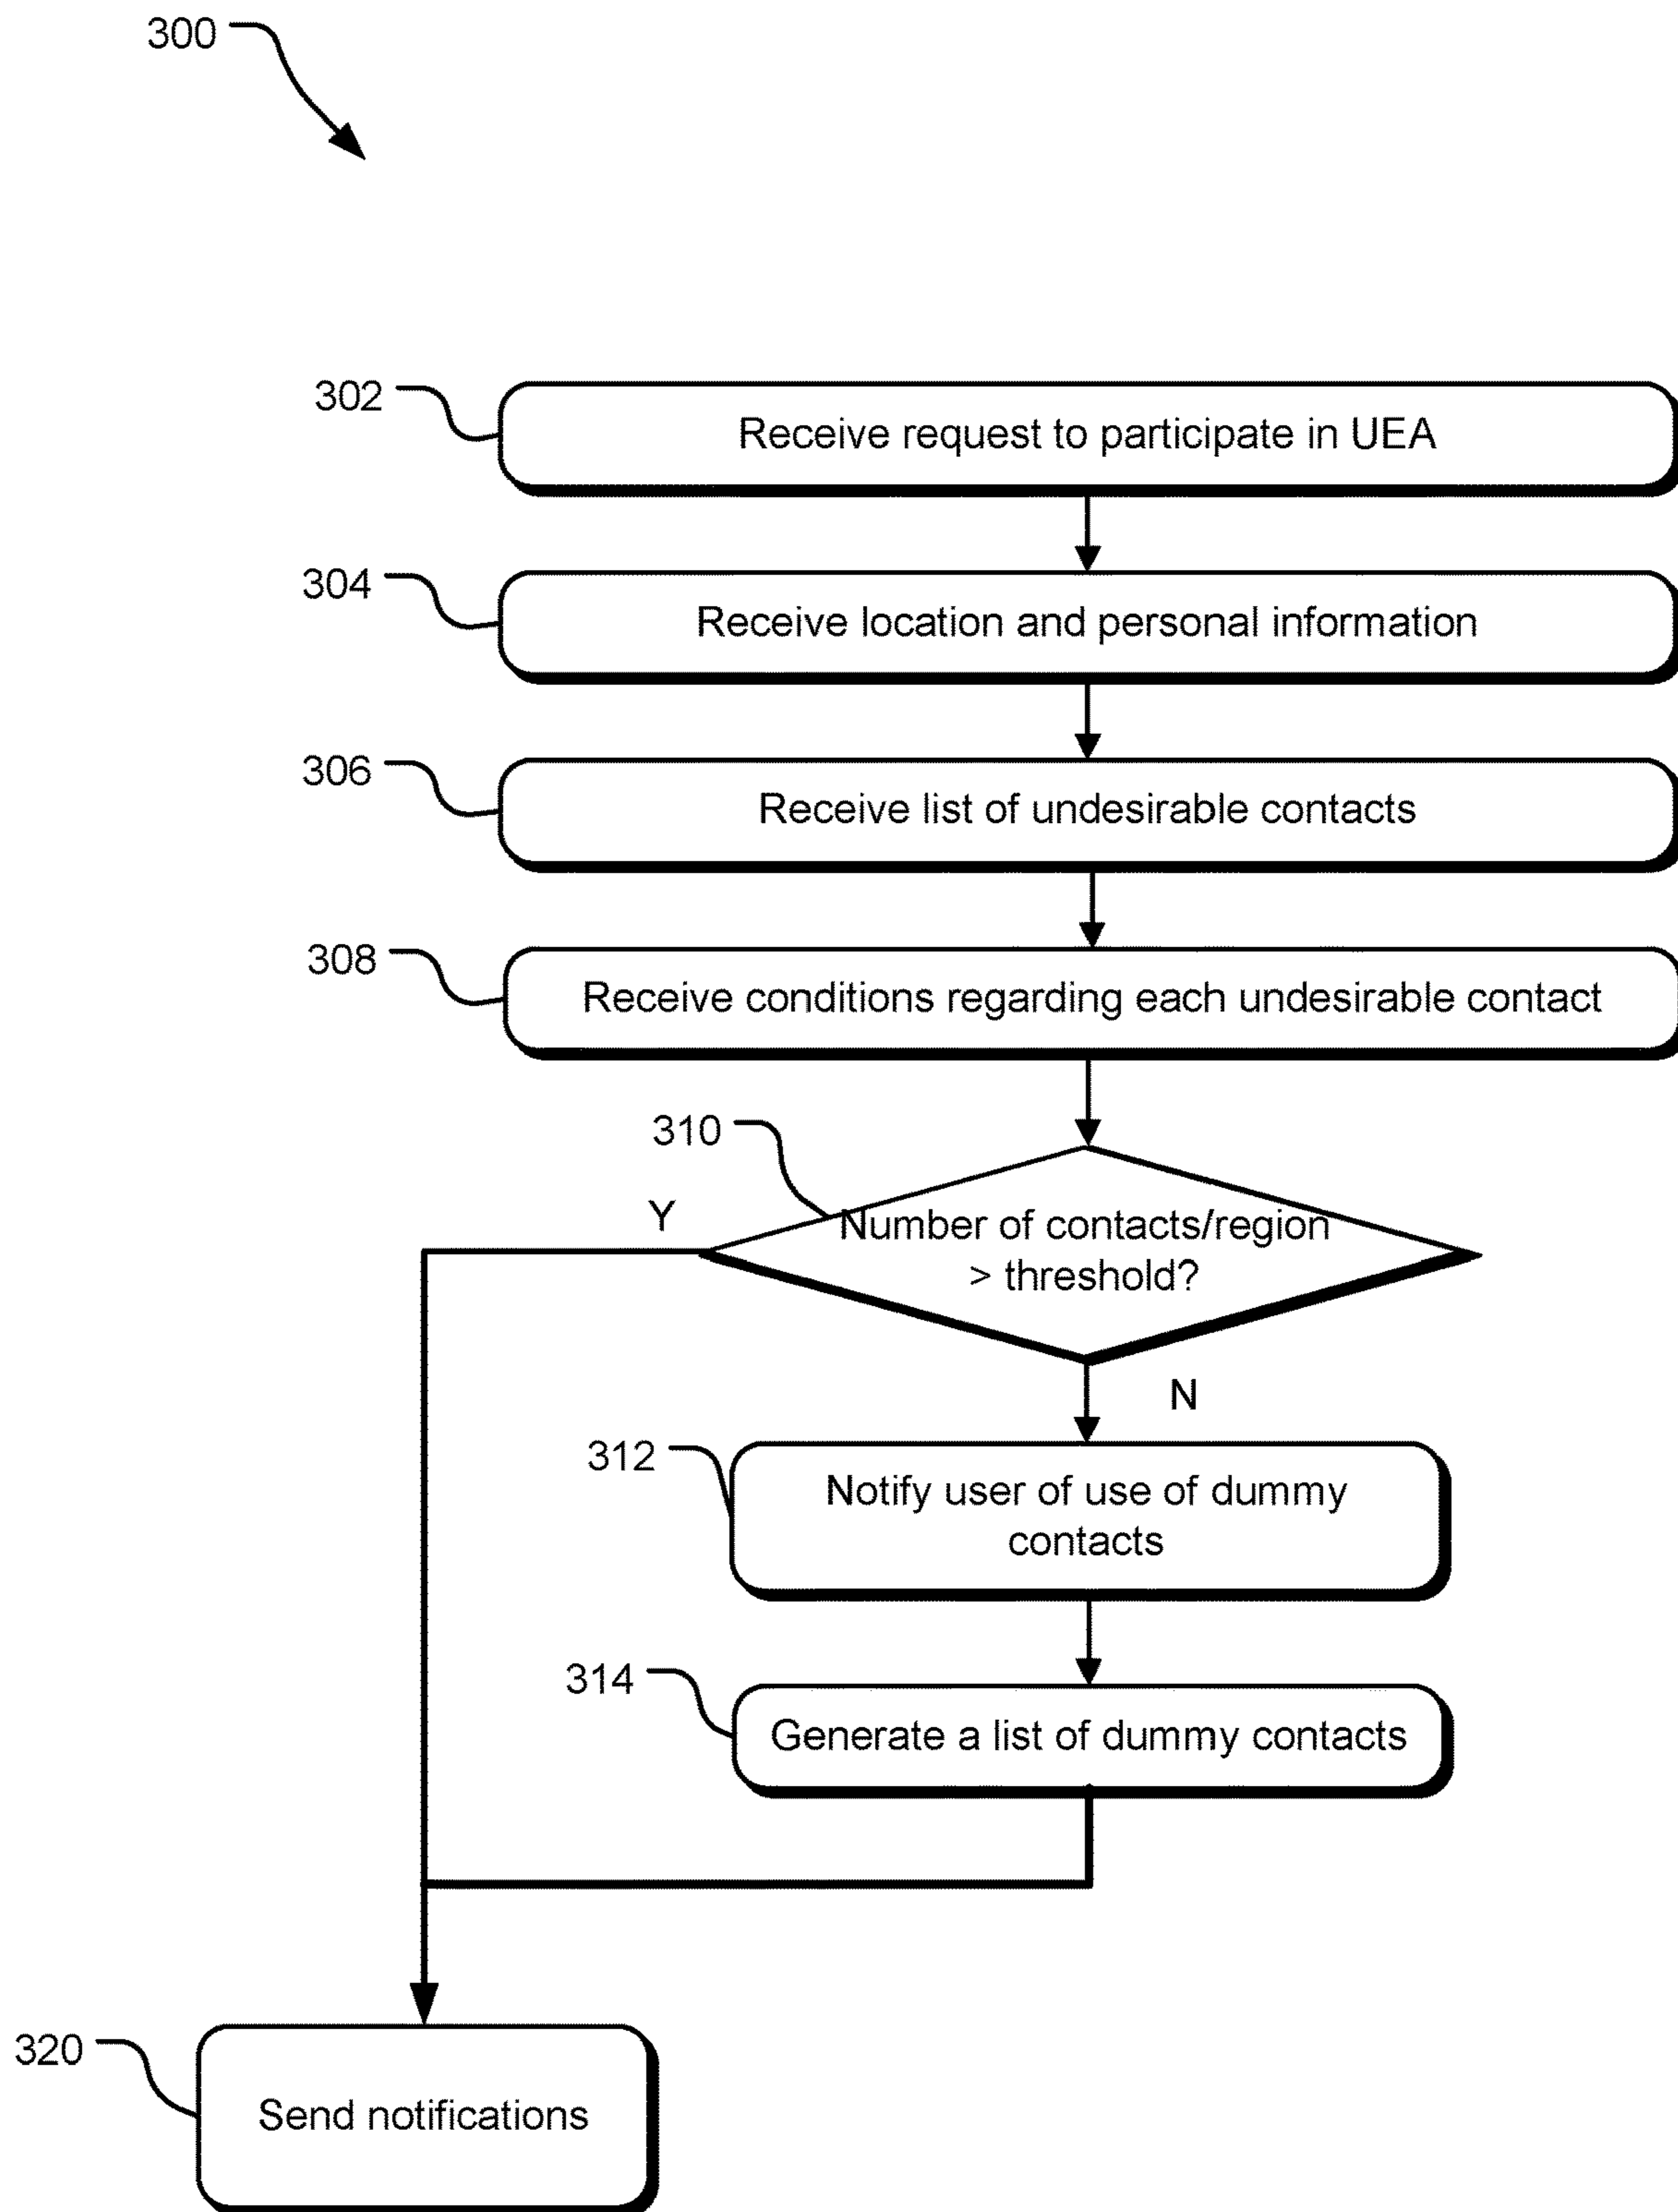 300
302
Receive request to participate in UEA
304
Receive location and personal information
306
Receive list of undesirable contacts
308
Receive conditions regarding each undesirable contact
310
Y
Number of contacts/region
> threshold?
N
312
Notify user of use of dummy
contacts
314
Generate a list of dummy contacts
320
Send notifications